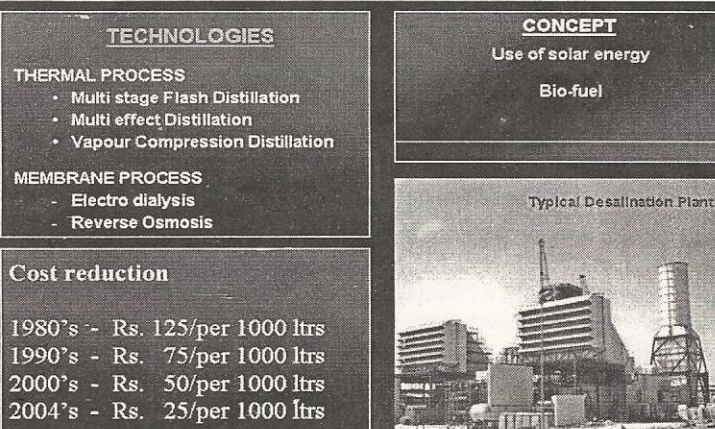 TECHNOLOGIES
THERMAL PROCESS
• Multi stage Flash Distillation
• Multi effect Distillation
• Vapour Compression Distillation
MEMBRANE PROCESS
- Electro dialysis
- Reverse Osmosis
Cost reduction
1980's - Rs. 125/per 1000 ltrs
1990's - Rs. 75/per 1000 ltrs
2000's - Rs. 50/per 1000 ltrs
2004's - Rs. 25/per 1000 ltrs
CONCEPT
Use of solar energy
Bio-fuel
Typical Desalination Plant